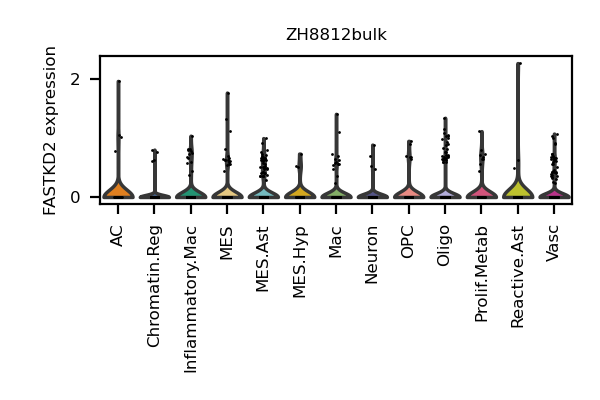 ZH8812bulk
FASTKD2 expression
2
0
AC
Chromatin.Reg
Inflammatory.Mac
MES
MES.Ast
MES.Hyp
Mac
Neuron
OPC
Oligo
Prolif.Metab
Reactive.Ast
Vasc